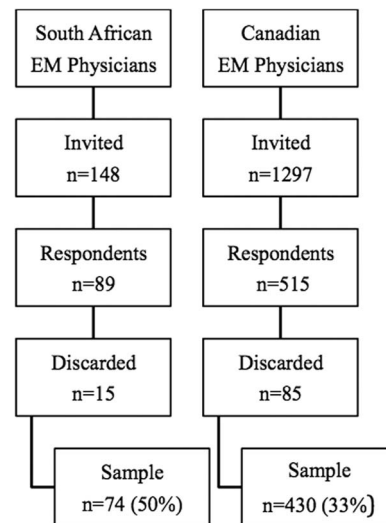 South African
EM Physicians
Invited
n=148
Respondents
n=89
Discarded
n=15
Sample
n=74 (50%)
Canadian
EM Physicians
Invited
n=1297
Respondents
n=515
Discarded
n=85
Sample
n=430 (33%)